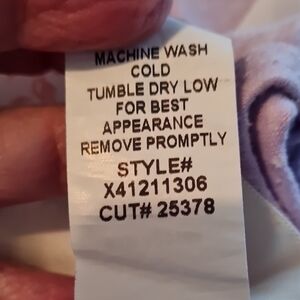 MACHINE WASH
COLD
TUMBLE DRY LOW
FOR BEST
APPEARANCE
REMOVE PROMPTLY
STYLE#
X41211306
CUT# 25378